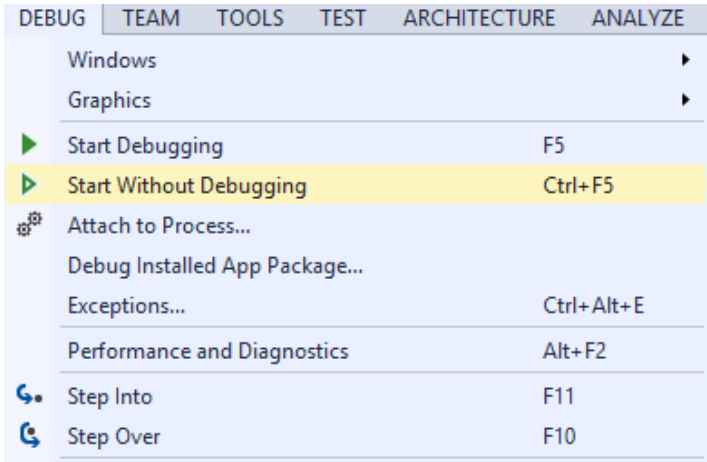 DEBUG TEAM TOOLS TEST ARCHITECTURE ANALYZE
Windows
Graphics
Start Debugging F5
Start Without Debugging Ctrl+F5
Attach to Process...
Debug Installed App Package...
Exceptions... Ctrl+Alt+E
Performance and Diagnostics Alt+F2
Step Into F11
Step Over F10